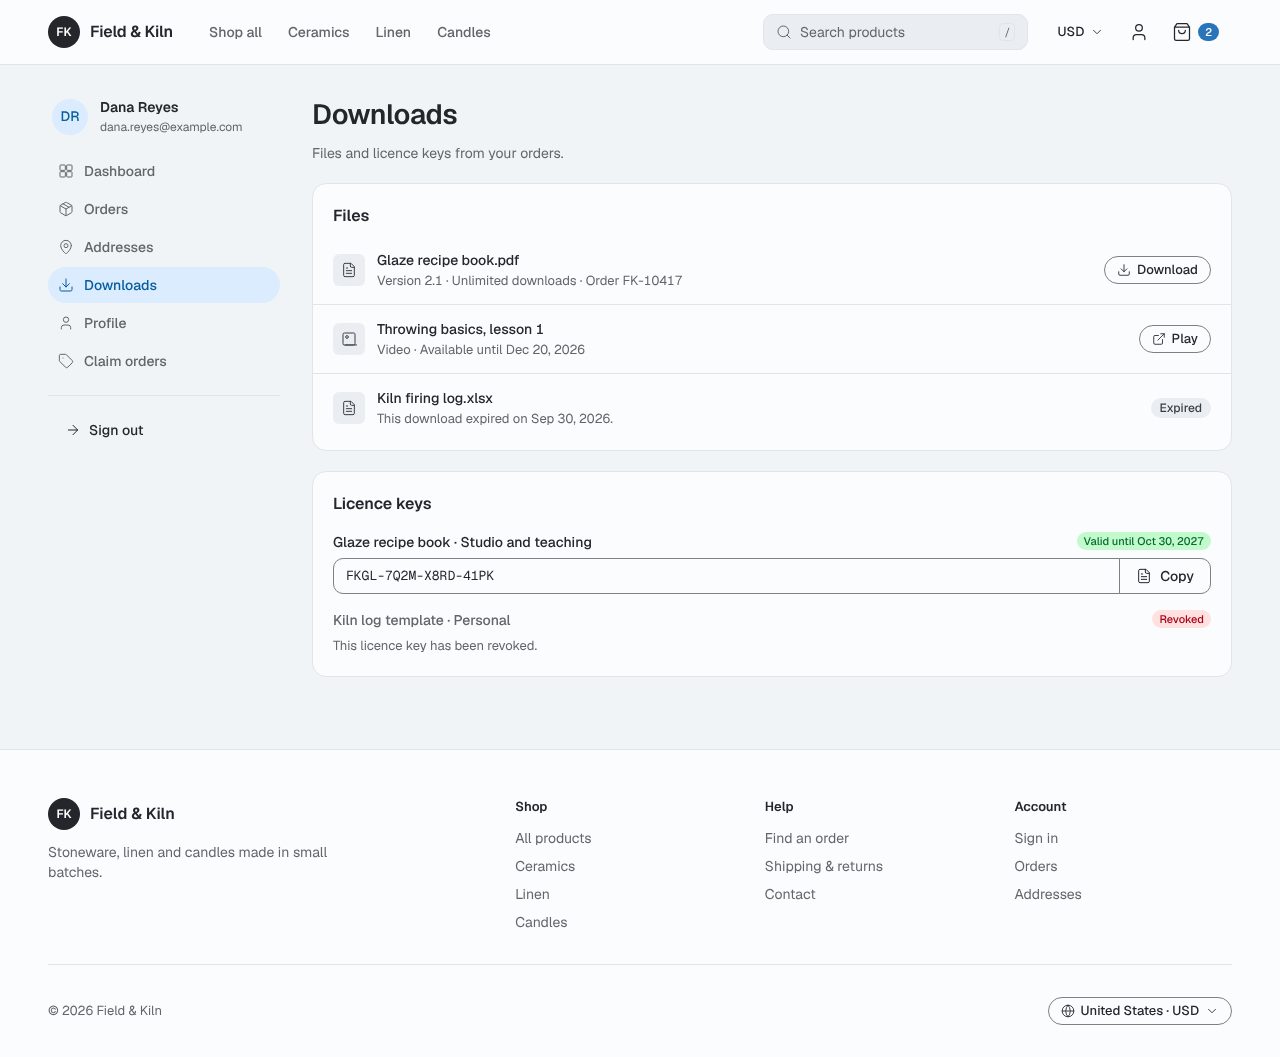 FK Field & Kiln Shop all Ceramics Linen Candles Search products / USD 2
DR Dana Reyes
dana.reyes@example.com
Dashboard
Orders
Addresses
Downloads
Profile
Claim orders
Sign out
Downloads
Files and licence keys from your orders.
Files
Glaze recipe book.pdf
Version 2.1 · Unlimited downloads · Order FK-10417
Download
Throwing basics, lesson 1
Video · Available until Dec 20, 2026
Play
Kiln firing log.xlsx
This download expired on Sep 30, 2026.
Expired
Licence keys
Glaze recipe book · Studio and teaching
Valid until Oct 30, 2027
FKGL-7Q2M-X8RD-41PK
Copy
Kiln log template · Personal
Revoked
This licence key has been revoked.
FK Field & Kiln
Stoneware, linen and candles made in small
batches.
Shop
All products
Ceramics
Linen
Candles
Help
Find an order
Shipping & returns
Contact
Account
Sign in
Orders
Addresses
© 2026 Field & Kiln
United States · USD